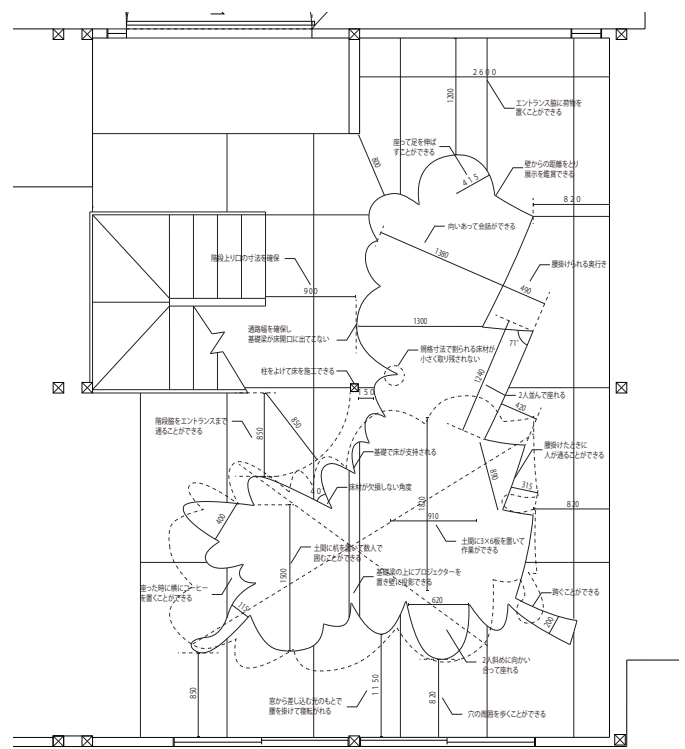 2600
エントランス脇に荷物を
置くことができる
1200
座って足を伸ば
すことができる
800
壁からの距離をとり
展示を鑑賞できる
415
820
向いあって会話ができる
階段上り口の寸法を確保
1380
腰掛けられる奥行き
490
900
通路幅を確保し
基礎梁が床開口に出てこない
1300
71°
規格寸法で割られる床材が
小さく取り残されない
柱をよけて床を施工できる
1240
150
2人並んで座れる
420
階段脇をエントランスまで
通ることができる
850
850
腰掛けたときに
人が通ることができる
基礎で床が支持される
890
40
床材が欠損しない角度
315
1810
820
400
910
土間に3×6板を置いて
作業ができる
土間に机を置いて数人で
囲むことができる
1500
基礎梁の上にプロジェクターを
置き壁に投影できる
座った時に横にコーヒー
を置くことができる
跨ぐことができる
115
620
200
2人斜めに向かい
合って座れる
850
窓から差し込む光のもとで
腰を掛けて寝転がれる
1150
820
穴の周囲を歩くことができる